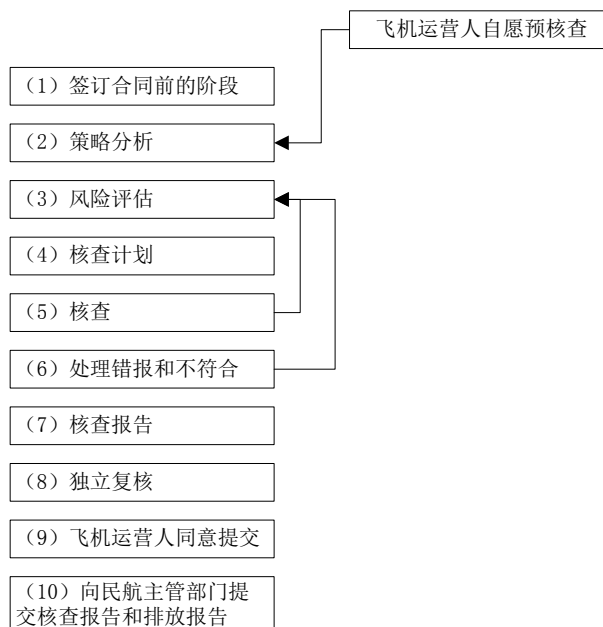 飞机运营人自愿预核查
（1）签订合同前的阶段
（2）策略分析
（3）风险评估
（4）核查计划
（5）核查
（6）处理错报和不符合
（7）核查报告
（8）独立复核
（9）飞机运营人同意提交
（10）向民航主管部门提
交核查报告和排放报告